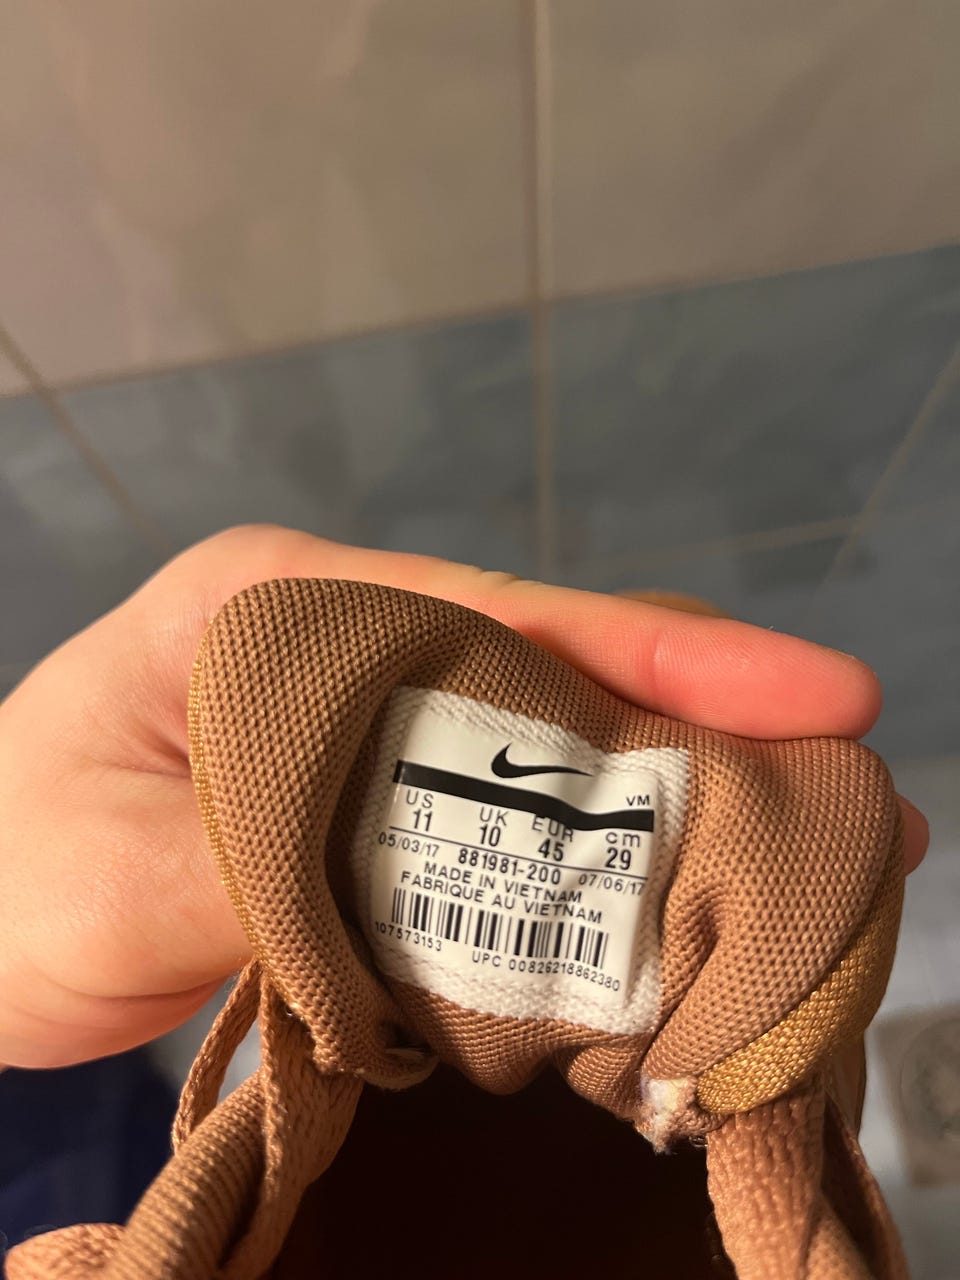 VM
US UK EUR cm
11 10 45 29
05/03/17 881981-200 07/06/17
MADE IN VIETNAM
FABRIQUE AU VIETNAM
107573153
UPC 00826218862380